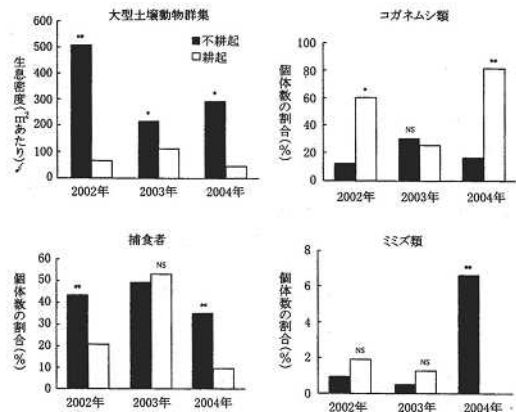 大型土壌動物群集
生息密度(㎡あたり)
600
500
400
300
200
100
0
**
*
*
不耕起
耕起
2002年
2003年
2004年
コガネムシ類
個体数の割合(%)
100
80
60
40
20
0
*
NS
**
2002年
2003年
2004年
捕食者
個体数の割合(%)
60
50
40
30
20
10
0
**
NS
**
2002年
2003年
2004年
ミミズ類
個体数の割合(%)
8
6
4
2
0
NS
NS
**
2002年
2003年
2004年